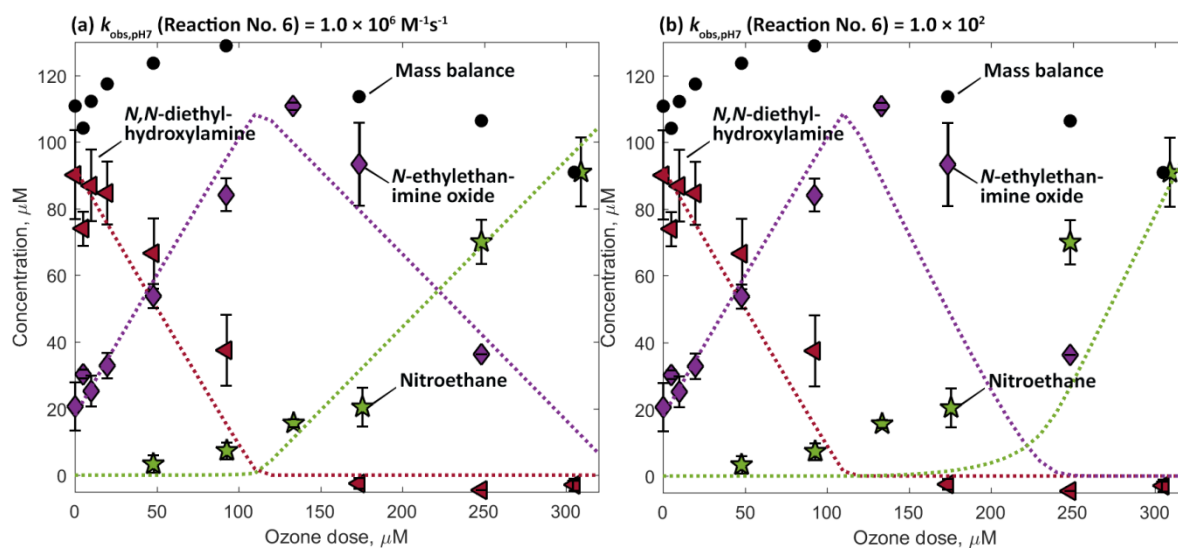 (a) k_obs,pH7 (Reaction No. 6) = 1.0 × 10⁶ M⁻¹s⁻¹
120
100
80
60
40
20
0
Concentration, μM
0
50
100
150
200
250
300
Ozone dose, μM
Mass balance
N,N-diethyl-
hydroxylamine
N-ethylethan-
imine oxide
Nitroethane
(b) k_obs,pH7 (Reaction No. 6) = 1.0 × 10²
120
100
80
60
40
20
0
Concentration, μM
0
50
100
150
200
250
300
Ozone dose, μM
Mass balance
N,N-diethyl-
hydroxylamine
N-ethylethan-
imine oxide
Nitroethane